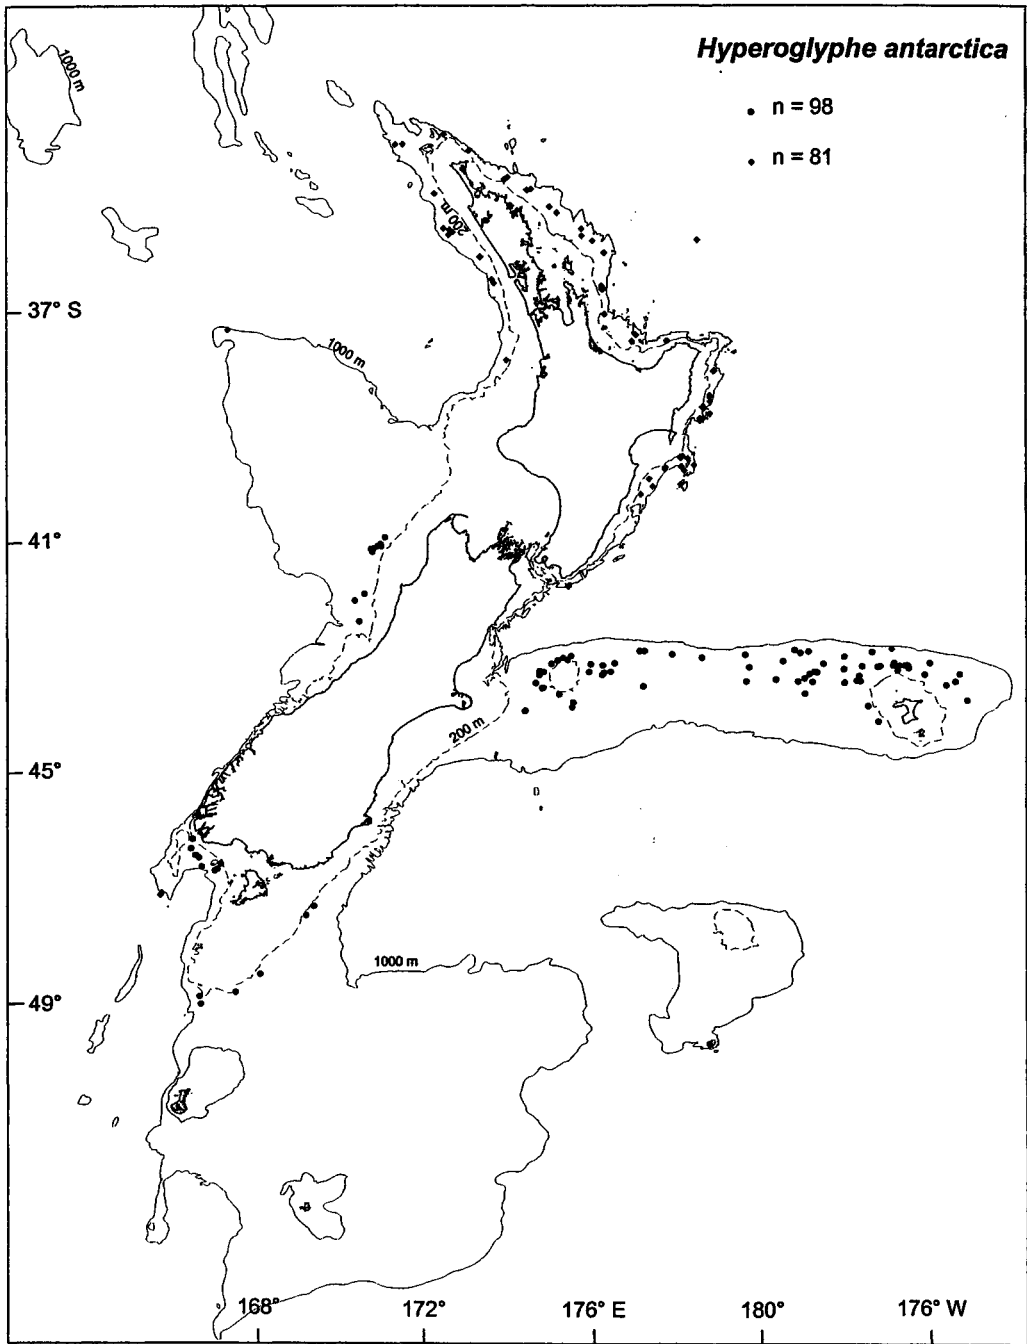 Hyperoglyphe antarctica
n = 98
n = 81
1000 m
200 m
37° S
1000 m
41°
200 m
45°
1000 m
49°
168°
172°
176° E
180°
176° W